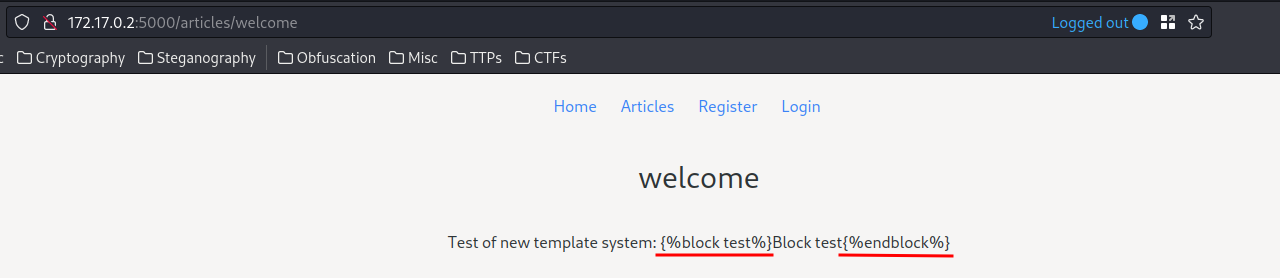 172.17.0.2:5000/articles/welcome Logged out
Cryptography Steganography Obfuscation Misc TTPs CTFs
Home Articles Register Login
welcome
Test of new template system: {%block test%}Block test{%endblock%}